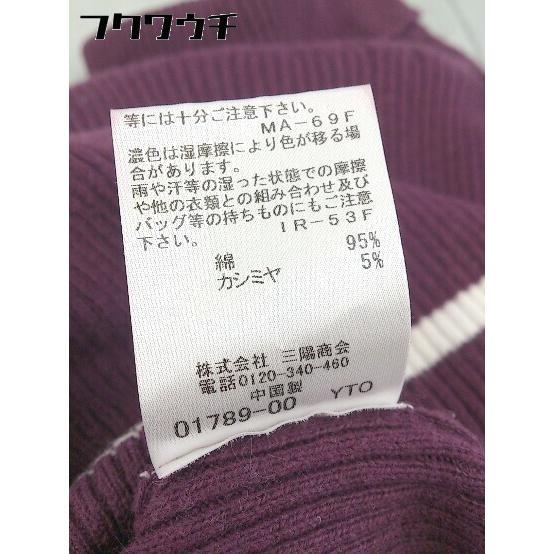 フクワウチ
等には十分ご注意下さい。
MA-69F
濃色は湿摩擦により色が移る場
合があります。
雨や汗等の湿った状態での摩擦
や他の衣類との組み合わせ及び
バッグ等の持ちものにもご注意
下さい。 IR-53F
綿 95%
カシミヤ 5%
株式会社 三陽商会
電話0120-340-460
中国製
01789-00 YTO